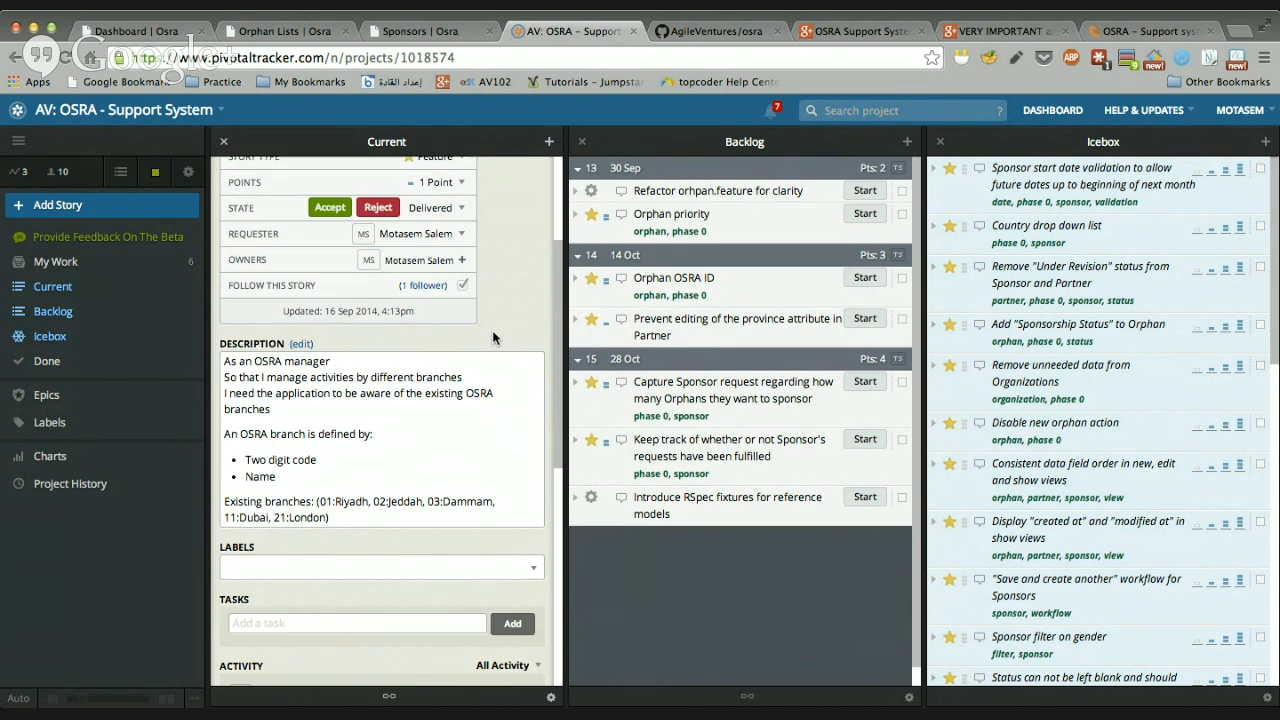 Dashboard | Osra
Orphan Lists | Osra
Sponsors | Osra
AV: OSRA - Support
AgileVentures/osra
OSRA Support System
VERY IMPORTANT
OSRA – Support
Google+
https://www.pivotaltracker.com/n/projects/1018574
Apps
Google Bookmark
Practice
My Bookmarks
إعداد القادة
AV102
Tutorials - Jumpstar
topcoder Help Cente
Other Bookmarks
AV: OSRA - Support System
7
Search project
?
DASHBOARD
HELP & UPDATES
MOTASEM
3
10
Add Story
Provide Feedback On The Beta
My Work 6
Current
Backlog
Icebox
Done
Epics
Labels
Charts
Project History
Auto
Current
STORY TYPE Feature
POINTS 1 Point
STATE Accept Reject Delivered
REQUESTER MS Motasem Salem
OWNERS MS Motasem Salem +
FOLLOW THIS STORY (1 follower)
Updated: 16 Sep 2014, 4:13pm
DESCRIPTION (edit)
As an OSRA manager
So that I manage activities by different branches
I need the application to be aware of the existing OSRA
branches
An OSRA branch is defined by:
• Two digit code
• Name
Existing branches: (01:Riyadh, 02:Jeddah, 03:Dammam,
11:Dubai, 21:London)
LABELS
TASKS
Add a task
Add
ACTIVITY All Activity
Backlog
13 30 Sep Pts: 2 TS
Refactor orhpan.feature for clarity Start
Orphan priority Start
orphan, phase 0
14 14 Oct Pts: 3 TS
Orphan OSRA ID Start
orphan, phase 0
Prevent editing of the province attribute in Start
Partner
15 28 Oct Pts: 4 TS
Capture Sponsor request regarding how Start
many Orphans they want to sponsor
phase 0, sponsor
Keep track of whether or not Sponsor's Start
requests have been fulfilled
phase 0, sponsor
Introduce RSpec fixtures for reference Start
models
Icebox
Sponsor start date validation to allow
future dates up to beginning of next month
date, phase 0, sponsor, validation
Country drop down list
phase 0, sponsor
Remove "Under Revision" status from
Sponsor and Partner
partner, phase 0, sponsor, status
Add "Sponsorship Status" to Orphan
orphan, phase 0, status
Remove unneeded data from
Organizations
organization, phase 0
Disable new orphan action
orphan, phase 0
Consistent data field order in new, edit
and show views
orphan, partner, sponsor, view
Display "created at" and "modified at" in
show views
orphan, partner, sponsor, view
"Save and create another" workflow for
Sponsors
sponsor, workflow
Sponsor filter on gender
filter, sponsor
Status can not be left blank and should